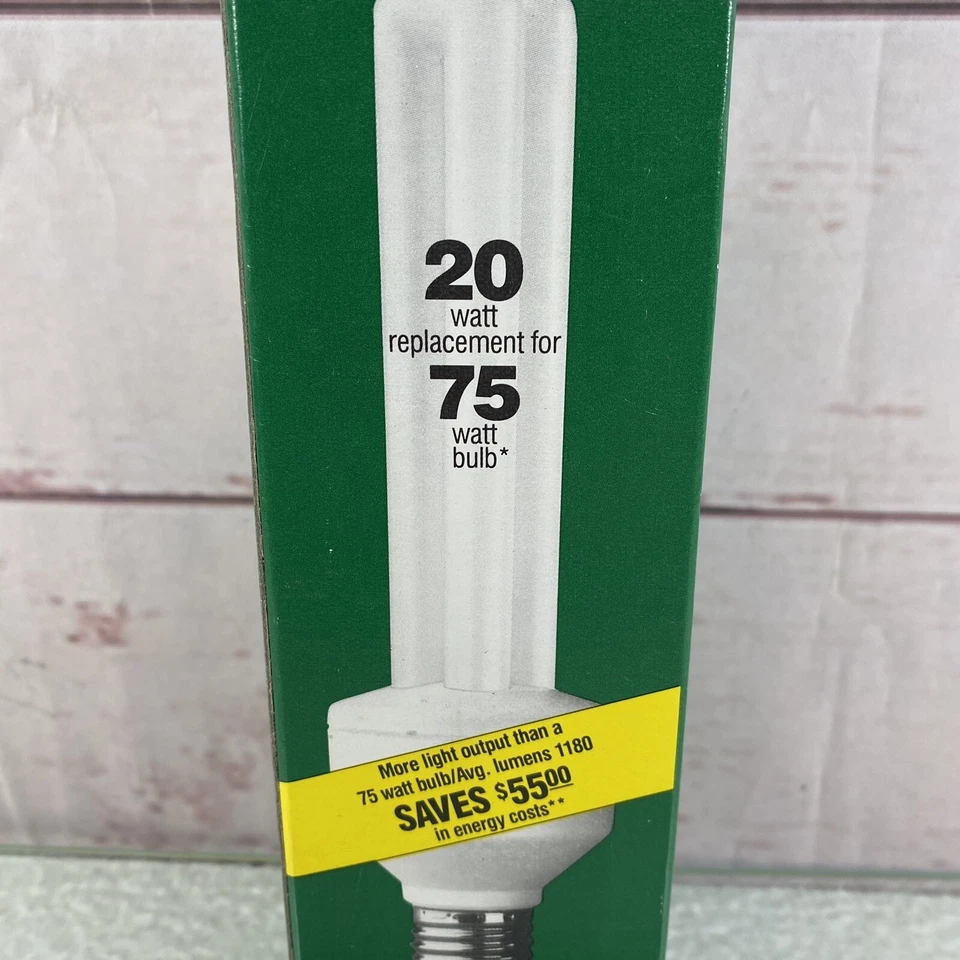 20
watt
replacement for
75
watt
bulb*
More light output than a
75 watt bulb/Avg. lumens 1180
SAVES $5500
in energy costs**